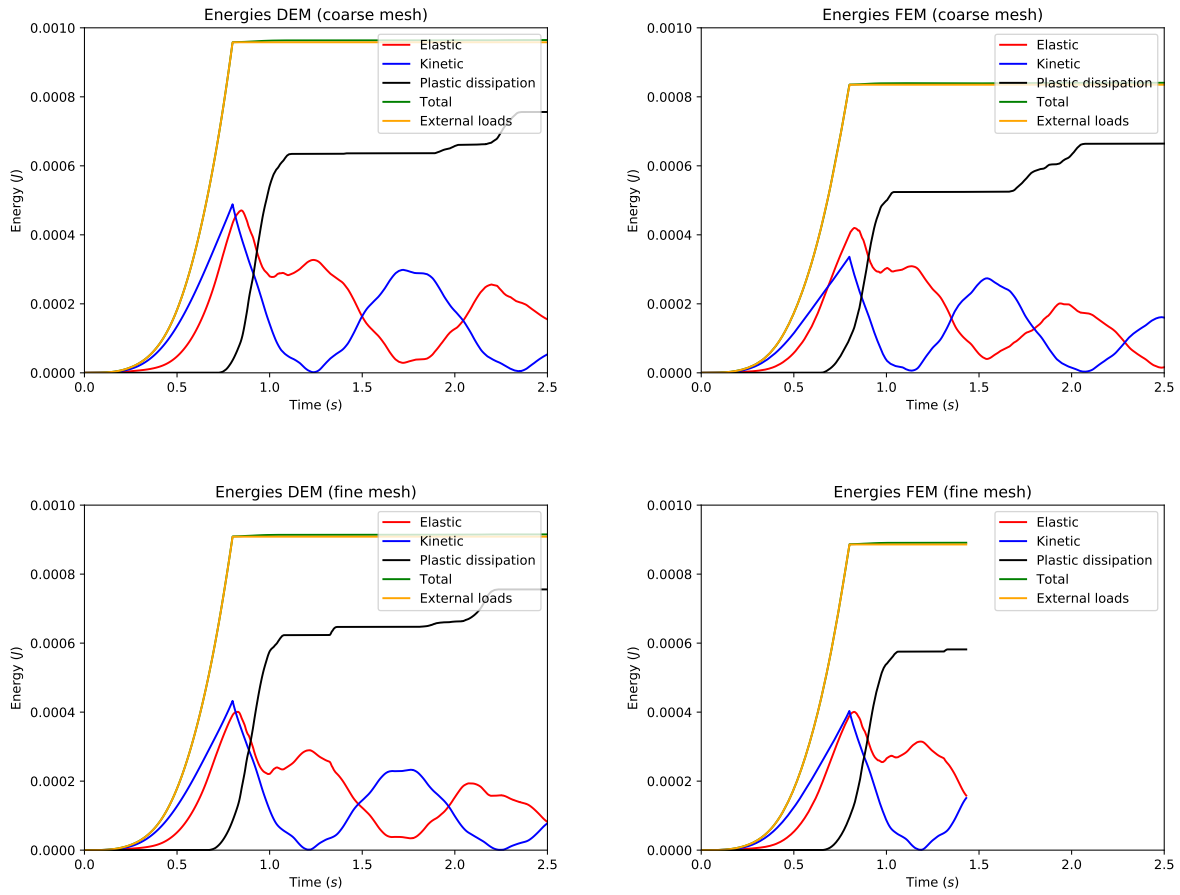 Energies DEM (coarse mesh)
0.0010
0.0008
0.0006
0.0004
0.0002
0.0000
Energy (J)
Elastic
Kinetic
Plastic dissipation
Total
External loads
0.0
0.5
1.0
1.5
2.0
2.5
Time (s)
Energies FEM (coarse mesh)
0.0010
0.0008
0.0006
0.0004
0.0002
0.0000
Energy (J)
Elastic
Kinetic
Plastic dissipation
Total
External loads
0.0
0.5
1.0
1.5
2.0
2.5
Time (s)
Energies DEM (fine mesh)
0.0010
0.0008
0.0006
0.0004
0.0002
0.0000
Energy (J)
Elastic
Kinetic
Plastic dissipation
Total
External loads
0.0
0.5
1.0
1.5
2.0
2.5
Time (s)
Energies FEM (fine mesh)
0.0010
0.0008
0.0006
0.0004
0.0002
0.0000
Energy (J)
Elastic
Kinetic
Plastic dissipation
Total
External loads
0.0
0.5
1.0
1.5
2.0
2.5
Time (s)